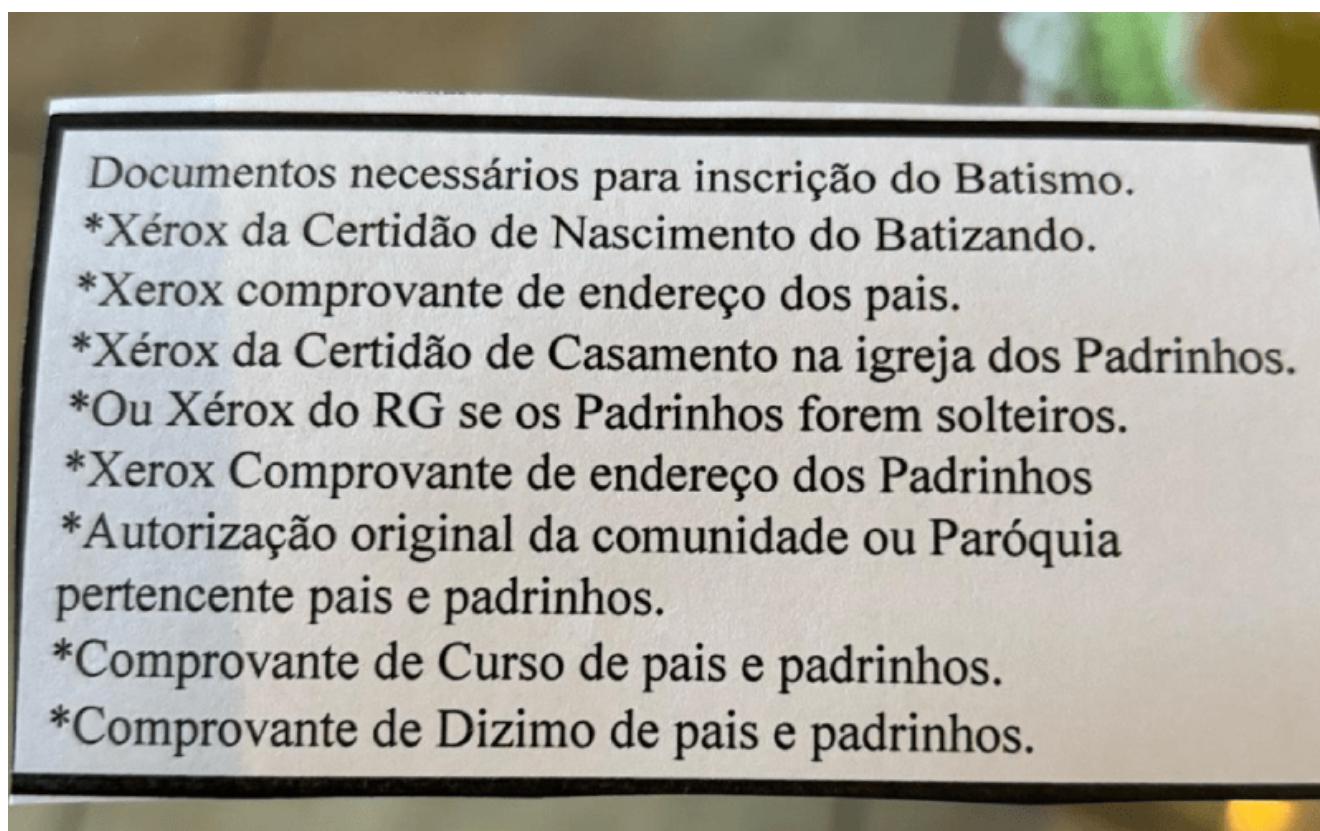 Documentos necessários para inscrição do Batismo.
*Xérox da Certidão de Nascimento do Batizando.
*Xerox comprovante de endereço dos pais.
*Xérox da Certidão de Casamento na igreja dos Padrinhos.
*Ou Xérox do RG se os Padrinhos forem solteiros.
*Xerox Comprovante de endereço dos Padrinhos
*Autorização original da comunidade ou Paróquia
pertencente pais e padrinhos.
*Comprovante de Curso de pais e padrinhos.
*Comprovante de Dizimo de pais e padrinhos.